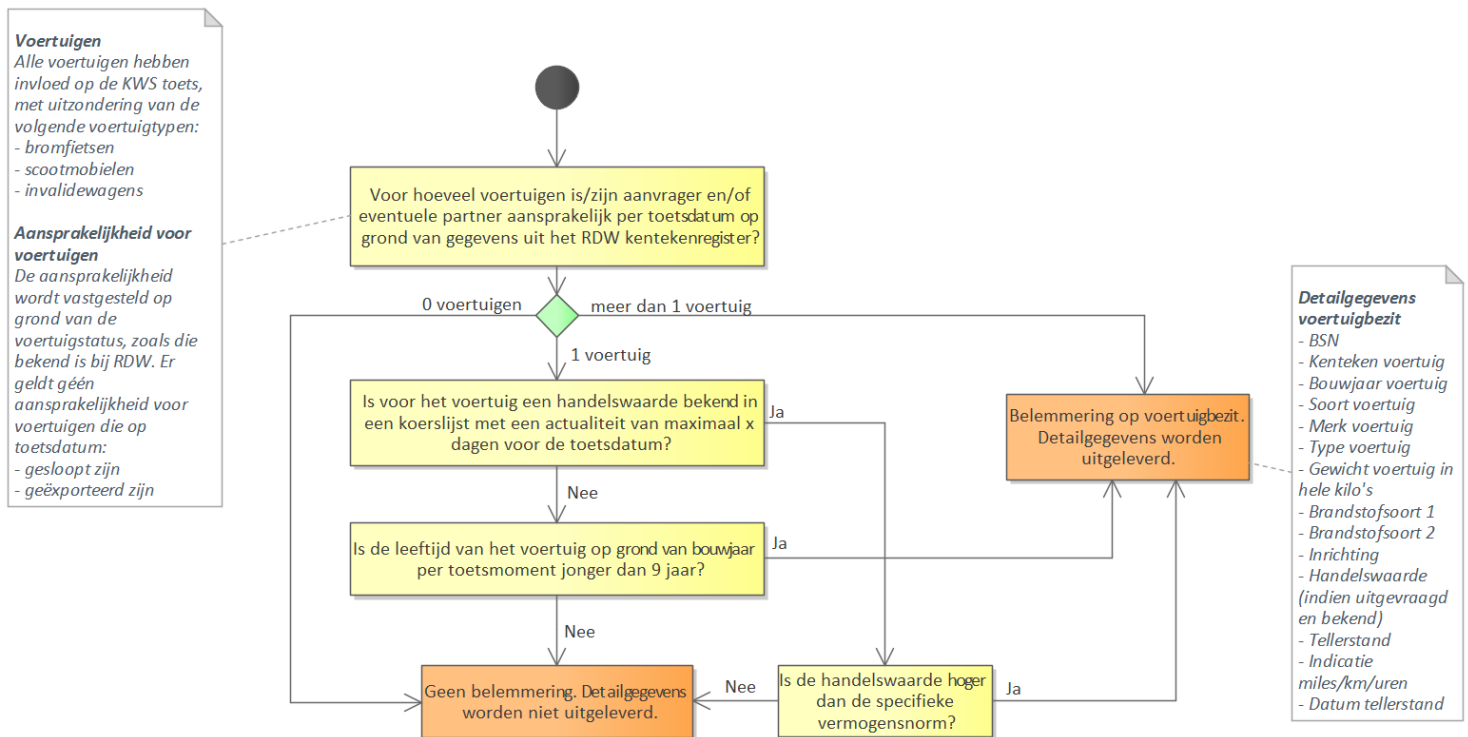 Voertuigen
Alle voertuigen hebben
invloed op de KWS toets,
met uitzondering van de
volgende voertuigtypen:
- bromfietsen
- scootmobielen
- invalidewagens
Aansprakelijkheid voor
voertuigen
De aansprakelijkheid
wordt vastgesteld op
grond van de
voertuigstatus, zoals die
bekend is bij RDW. Er
geldt géén
aansprakelijkheid voor
voertuigen die op
toetsdatum:
- gesloopt zijn
- geëxporteerd zijn
Voor hoeveel voertuigen is/zijn aanvrager en/of
eventuele partner aansprakelijk per toetsdatum op
grond van gegevens uit het RDW kentekenregister?
0 voertuigen
meer dan 1 voertuig
1 voertuig
Is voor het voertuig een handelswaarde bekend in
een koerslijst met een actualiteit van maximaal x
dagen voor de toetsdatum?
Ja
Nee
Is de leeftijd van het voertuig op grond van bouwjaar
per toetsmoment jonger dan 9 jaar?
Ja
Nee
Geen belemmering. Detailgegevens
worden niet uitgeleverd.
Nee
Is de handelswaarde hoger
dan de specifieke
vermogensnorm?
Ja
Belemmering op voertuigbezit.
Detailgegevens worden
uitgeleverd.
Detailgegevens
voertuigbezit
- BSN
- Kenteken voertuig
- Bouwjaar voertuig
- Soort voertuig
- Merk voertuig
- Type voertuig
- Gewicht voertuig in
hele kilo's
- Brandstofsoort 1
- Brandstofsoort 2
- Inrichting
- Handelswaarde
(indien uitgevraagd
en bekend)
- Tellerstand
- Indicatie
miles/km/uren
- Datum tellerstand